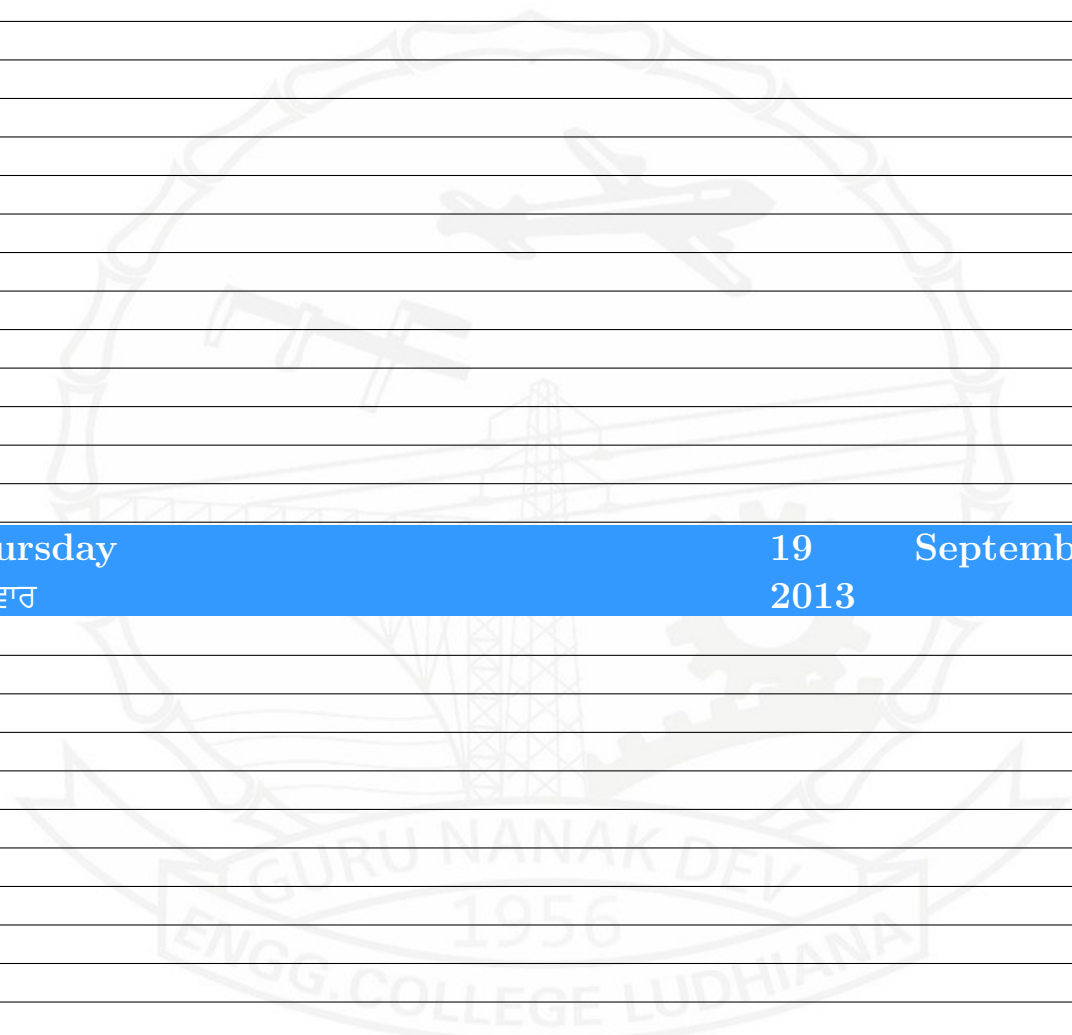 ursday 19 Septemb
ਵਾਰ 2013
GURU NANAK DEV
1956
ENGG.COLLEGE LUDHIANA